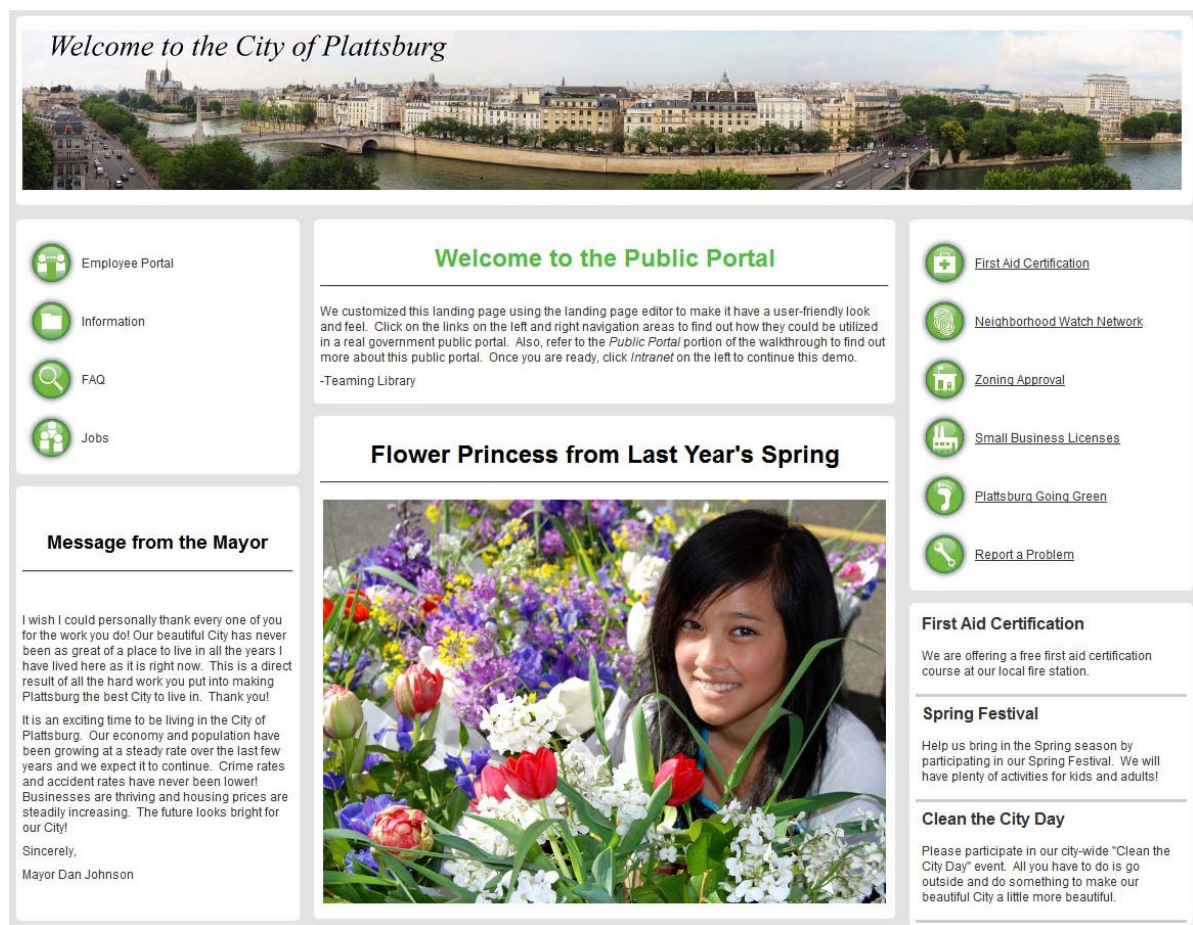 Welcome to the City of Plattsburg
Employee Portal
Information
FAQ
Jobs
Message from the Mayor
I wish I could personally thank every one of you
for the work you do! Our beautiful City has never
been as great of a place to live in all the years I
have lived here as it is right now.  This is a direct
result of all the hard work you put into making
Plattsburg the best City to live in.  Thank you!
It is an exciting time to be living in the City of
Plattsburg.  Our economy and population have
been growing at a steady rate over the last few
years and we expect it to continue.  Crime rates
and accident rates have never been lower!
Businesses are thriving and housing prices are
steadily increasing.  The future looks bright for
our City!
Sincerely,
Mayor Dan Johnson
Welcome to the Public Portal
We customized this landing page using the landing page editor to make it have a user-friendly look
and feel.  Click on the links on the left and right navigation areas to find out how they could be utilized
in a real government public portal.  Also, refer to the Public Portal portion of the walkthrough to find out
more about this public portal.  Once you are ready, click Intranet on the left to continue this demo.
-Teaming Library
Flower Princess from Last Year's Spring
First Aid Certification
Neighborhood Watch Network
Zoning Approval
Small Business Licenses
Plattsburg Going Green
Report a Problem
First Aid Certification
We are offering a free first aid certification
course at our local fire station.
Spring Festival
Help us bring in the Spring season by
participating in our Spring Festival.  We will
have plenty of activities for kids and adults!
Clean the City Day
Please participate in our city-wide "Clean the
City Day" event.  All you have to do is go
outside and do something to make our
beautiful City a little more beautiful.